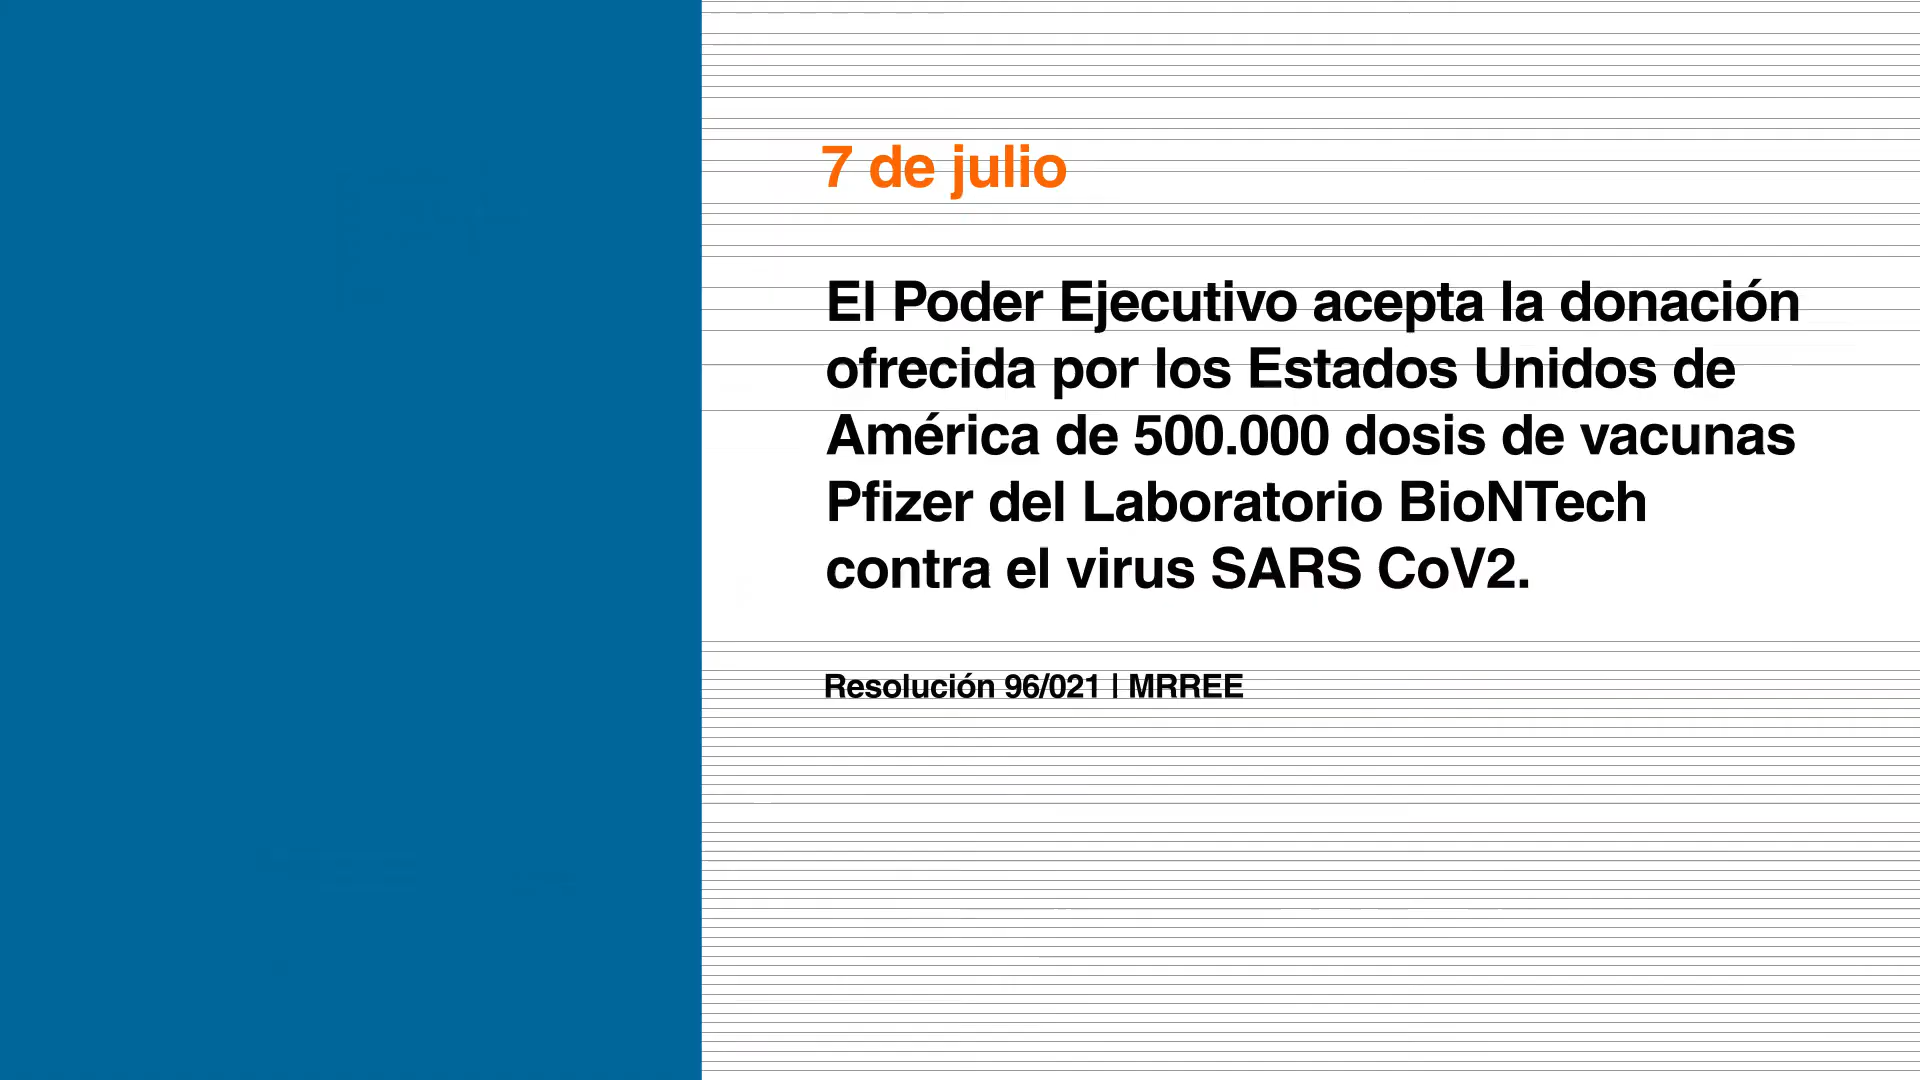 7 de julio
El Poder Ejecutivo acepta la donación
ofrecida por los Estados Unidos de
América de 500.000 dosis de vacunas
Pfizer del Laboratorio BioNTech
contra el virus SARS CoV2.
Resolución 96/021 | MRREE